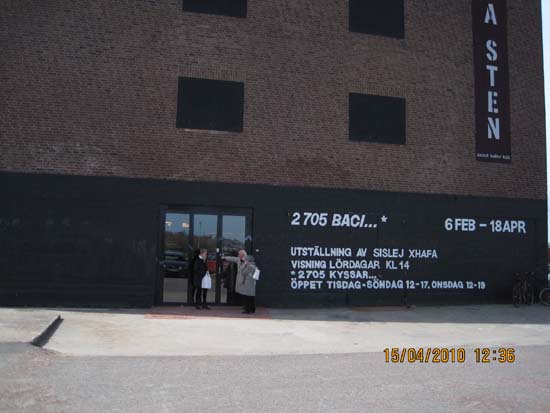 A STEN
2 705 BACI...*
6 FEB – 18 APR
UTSTÄLLNING AV SISLEJ XHAFA
VISNING LÖRDAGAR KL 14
* 2705 KYSSAR...
ÖPPET TISDAG-SÖNDAG 12-17, ONSDAG 12-19
15/04/2010 12:36